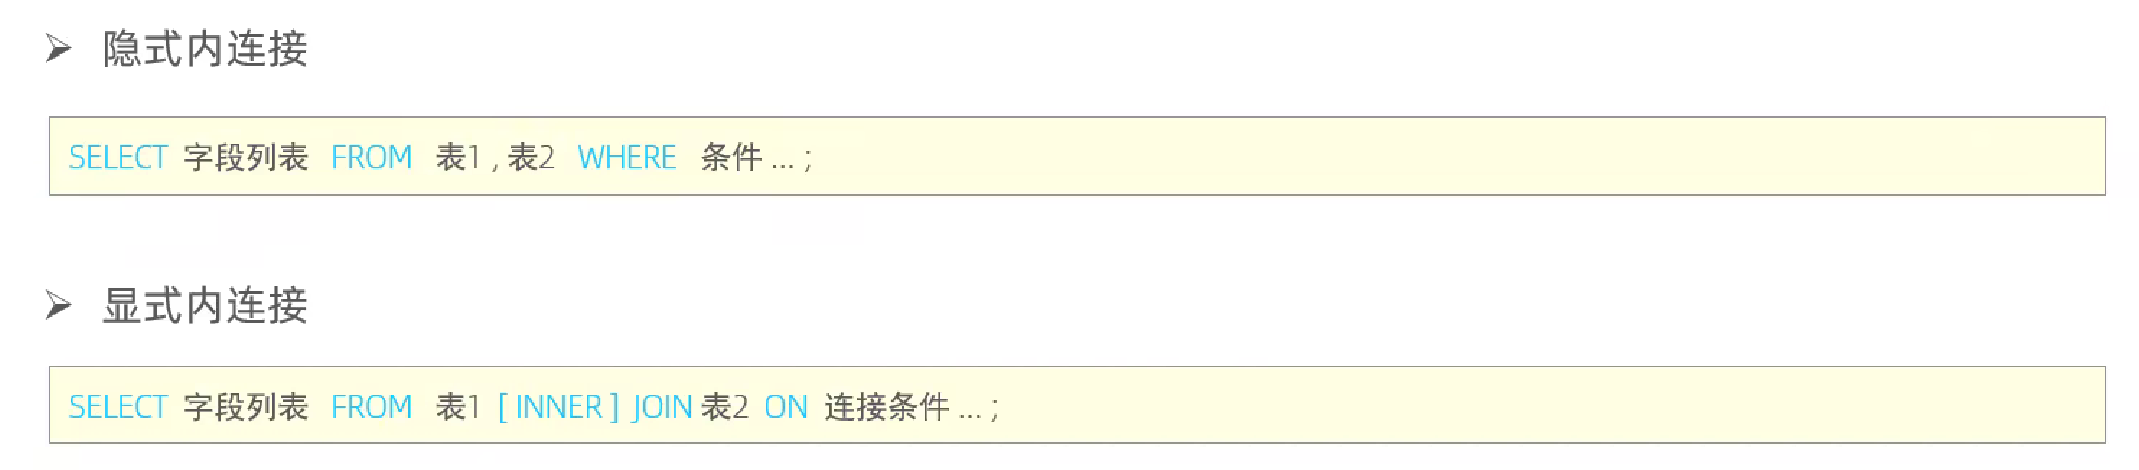 隐式内连接
SELECT 字段列表 FROM 表1 , 表2 WHERE 条件 ... ;
显式内连接
SELECT 字段列表 FROM 表1 [ INNER ] JOIN 表2 ON 连接条件 ... ;